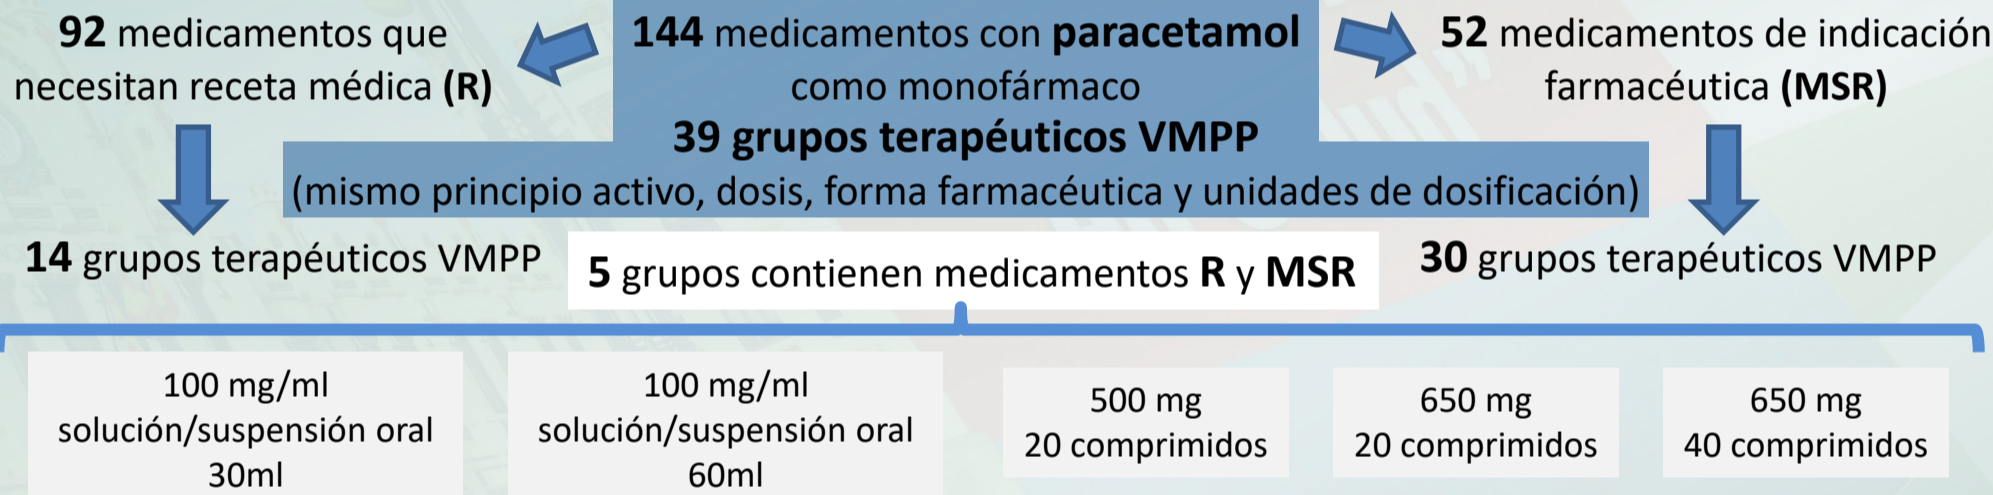 92 medicamentos que
necesitan receta médica (R)
144 medicamentos con paracetamol
como monofármaco
39 grupos terapéuticos VMPP
(mismo principio activo, dosis, forma farmacéutica y unidades de dosificación)
52 medicamentos de indicación
farmacéutica (MSR)
14 grupos terapéuticos VMPP
5 grupos contienen medicamentos R y MSR
30 grupos terapéuticos VMPP
100 mg/ml
solución/suspensión oral
30ml
100 mg/ml
solución/suspensión oral
60ml
500 mg
20 comprimidos
650 mg
20 comprimidos
650 mg
40 comprimidos